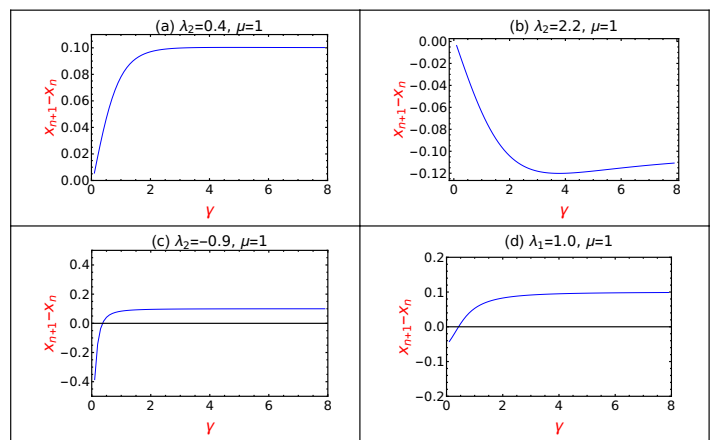 (a) λ₂=0.4, μ=1
xₙ₊₁−xₙ
0.10
0.08
0.06
0.04
0.02
0.00
0 2 4 6 8
γ
(b) λ₂=2.2, μ=1
xₙ₊₁−xₙ
0.00
−0.02
−0.04
−0.06
−0.08
−0.10
−0.12
0 2 4 6 8
γ
(c) λ₂=−0.9, μ=1
xₙ₊₁−xₙ
0.4
0.2
0.0
−0.2
−0.4
0 2 4 6 8
γ
(d) λ₁=1.0, μ=1
xₙ₊₁−xₙ
0.2
0.1
0.0
−0.1
−0.2
0 2 4 6 8
γ